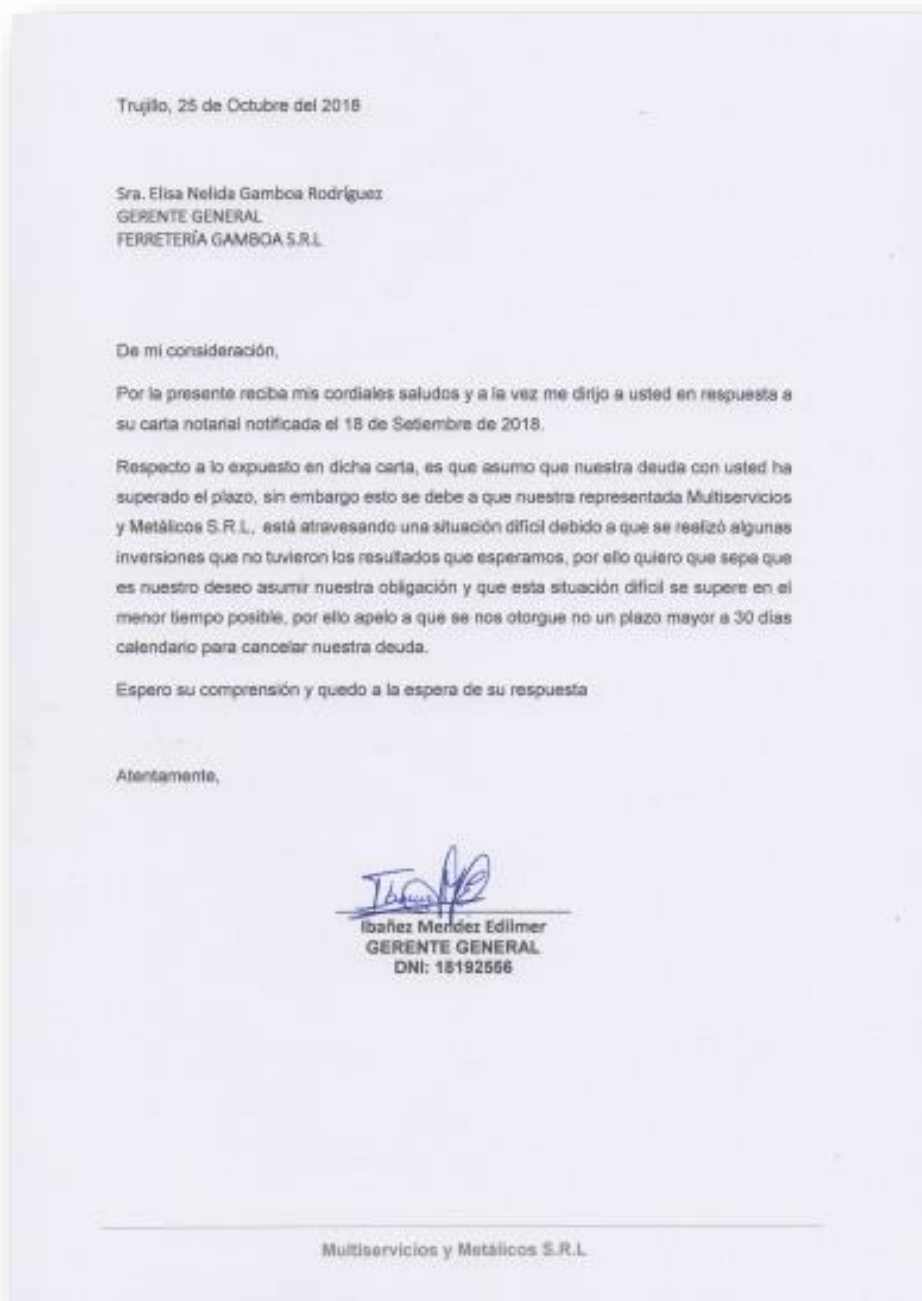 Trujillo, 25 de Octubre del 2018
Sra. Elisa Nelida Gamboa Rodríguez
GERENTE GENERAL
FERRETERÍA GAMBOA S.R.L
De mi consideración,
Por la presente reciba mis cordiales saludos y a la vez me dirijo a usted en respuesta a
su carta notarial notificada el 18 de Setiembre de 2018.
Respecto a lo expuesto en dicha carta, es que asumo que nuestra deuda con usted ha
superado el plazo, sin embargo esto se debe a que nuestra representada Multiservicios
y Metálicos S.R.L, está atravesando una situación difícil debido a que se realizó algunas
inversiones que no tuvieron los resultados que esperamos, por ello quiero que sepa que
es nuestro deseo asumir nuestra obligación y que esta situación difícil se supere en el
menor tiempo posible, por ello apelo a que se nos otorgue no un plazo mayor a 30 días
calendario para cancelar nuestra deuda.
Espero su comprensión y quedo a la espera de su respuesta
Atentamente,
Ibañez Mendez Edilmer
GERENTE GENERAL
DNI: 18192556
Multiservicios y Metálicos S.R.L